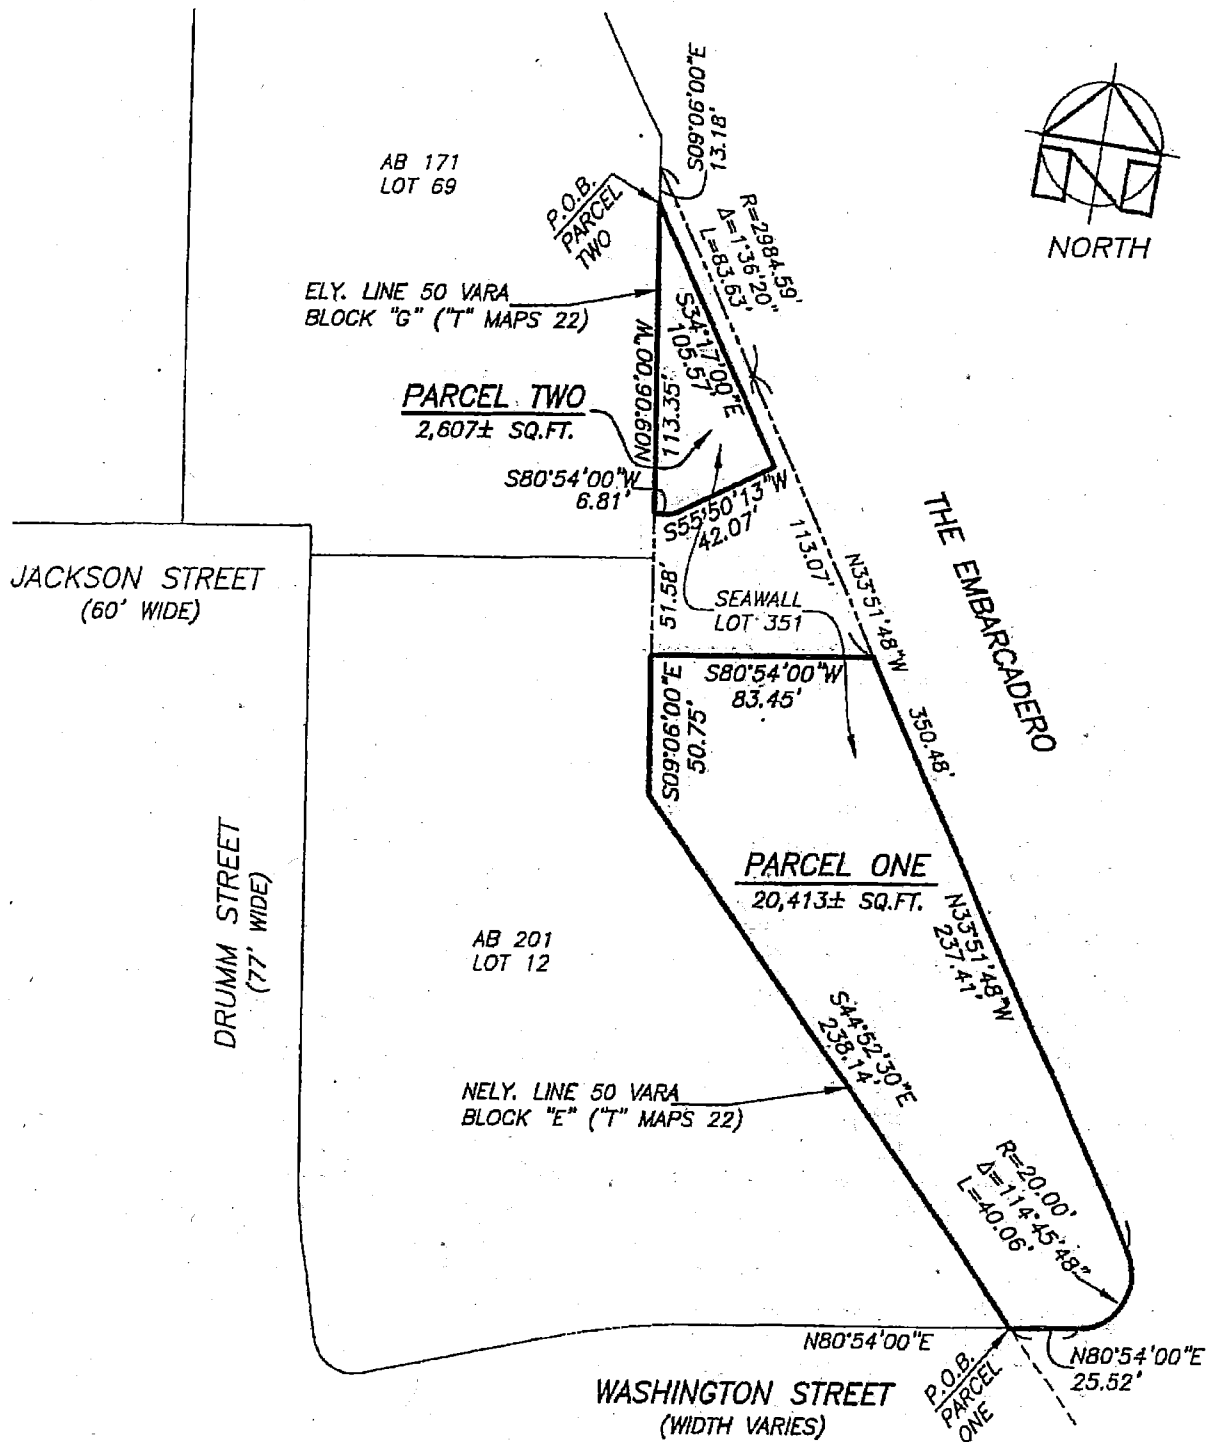 S09°06'00"E
13.18'
AB 171
LOT 69
P.O.B.
PARCEL
TWO
R=2984.59'
Δ=1°36'20"
L=83.63'
NORTH
ELY. LINE 50 VARA
BLOCK "G" ("T" MAPS 22)
S34°17'00"E
105.57'
N09°06'00"W
113.35'
PARCEL TWO
2,607± SQ.FT.
S80°54'00"W
6.81'
S55°50'13"W
42.07'
THE EMBARCADERO
113.07'
N33°51'48"W
350.48'
JACKSON STREET
(60' WIDE)
51.58'
SEAWALL
LOT 351
S80°54'00"W
83.45'
S09°06'00"E
50.75'
PARCEL ONE
20,413± SQ.FT.
DRUMM STREET
(77' WIDE)
AB 201
LOT 12
N33°51'48"W
237.41'
S44°52'30"E
238.14'
NELY. LINE 50 VARA
BLOCK "E" ("T" MAPS 22)
R=20.00'
Δ=114°45'48"
L=40.06'
N80°54'00"E
P.O.B.
PARCEL
ONE
N80°54'00"E
25.52'
WASHINGTON STREET
(WIDTH VARIES)